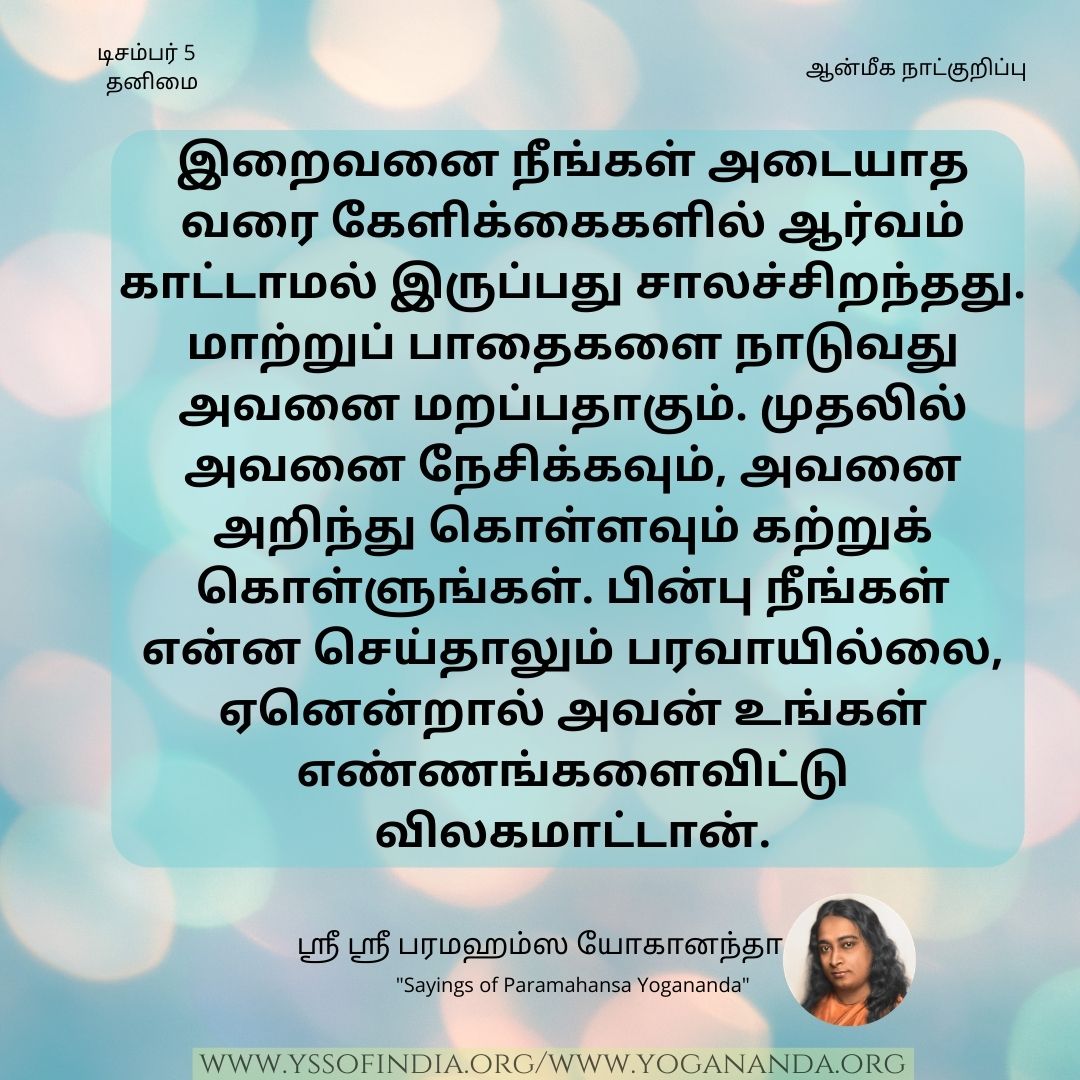 டிசம்பர் 5
தனிமை
ஆன்மீக நாட்குறிப்பு
இறைவனை நீங்கள் அடையாத
வரை கேளிக்கைகளில் ஆர்வம்
காட்டாமல் இருப்பது சாலச்சிறந்தது.
மாற்றுப் பாதைகளை நாடுவது
அவனை மறப்பதாகும். முதலில்
அவனை நேசிக்கவும், அவனை
அறிந்து கொள்ளவும் கற்றுக்
கொள்ளுங்கள். பின்பு நீங்கள்
என்ன செய்தாலும் பரவாயில்லை,
ஏனென்றால் அவன் உங்கள்
எண்ணங்களைவிட்டு
விலகமாட்டான்.
ஸ்ரீ ஸ்ரீ பரமஹம்ஸ யோகானந்தா
"Sayings of Paramahansa Yogananda"
WWW.YSSOFINDIA.ORG/WWW.YOGANANDA.ORG